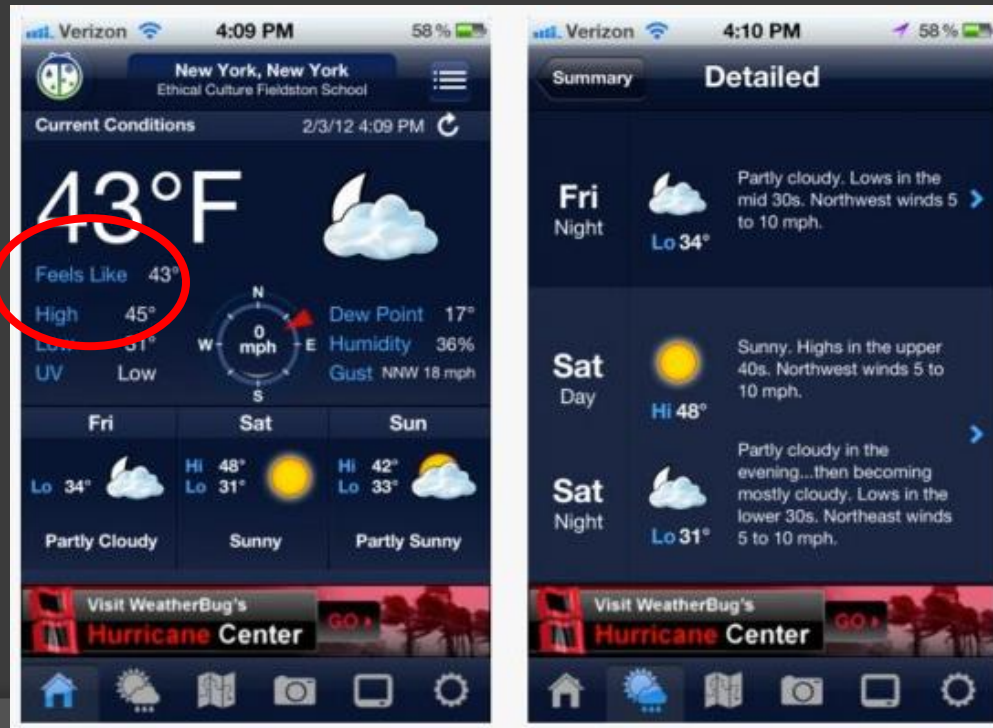 Verizon 4:09 PM 58 %
New York, New York
Ethical Culture Fieldston School
Current Conditions 2/3/12 4:09 PM
43°F
Feels Like 43°
High 45°
Low 31°
UV Low
N
W 0 E
mph
S
Dew Point 17°
Humidity 36%
Gust NNW 18 mph
Fri Sat Sun
Lo 34°
Hi 48°
Lo 31°
Hi 42°
Lo 33°
Partly Cloudy Sunny Partly Sunny
Visit WeatherBug's
Hurricane Center GO
Verizon 4:10 PM 58 %
Summary Detailed
Fri
Night
Lo 34°
Partly cloudy. Lows in the
mid 30s. Northwest winds 5
to 10 mph.
Sat
Day
Hi 48°
Sunny. Highs in the upper
40s. Northwest winds 5 to
10 mph.
Sat
Night
Lo 31°
Partly cloudy in the
evening...then becoming
mostly cloudy. Lows in the
lower 30s. Northeast winds
5 to 10 mph.
Visit WeatherBug's
Hurricane Center GO